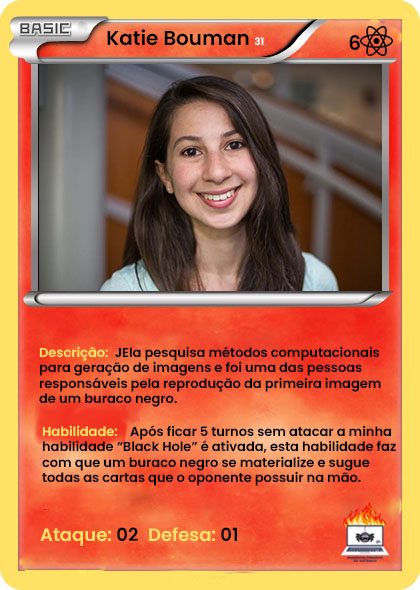 BASIC
Katie Bouman 31
6
Descrição: JEla pesquisa métodos computacionais
para geração de imagens e foi uma das pessoas
responsáveis pela reprodução da primeira imagem
de um buraco negro.
Habilidade: Após ficar 5 turnos sem atacar a minha
habilidade “Black Hole” é ativada, esta habilidade faz
com que um buraco negro se materialize e sugue
todas as cartas que o oponente possuir na mão.
Ataque: 02 Defesa: 01